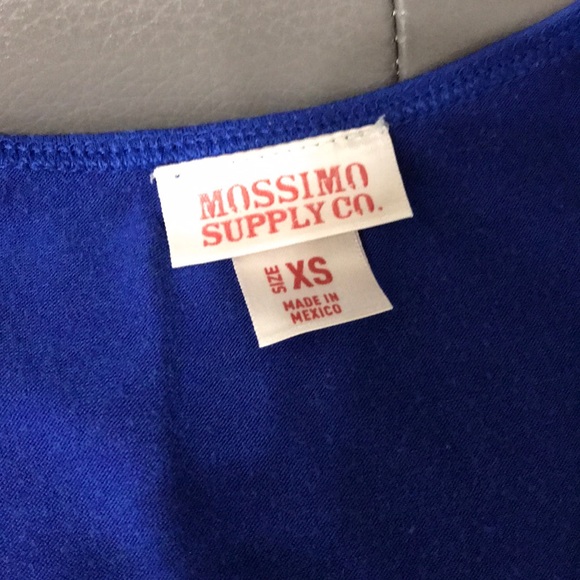 MOSSIMO
SUPPLY CO.
SIZE XS
MADE IN
MEXICO